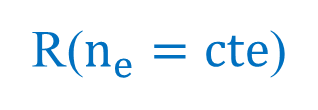 R(nₑ = cte)